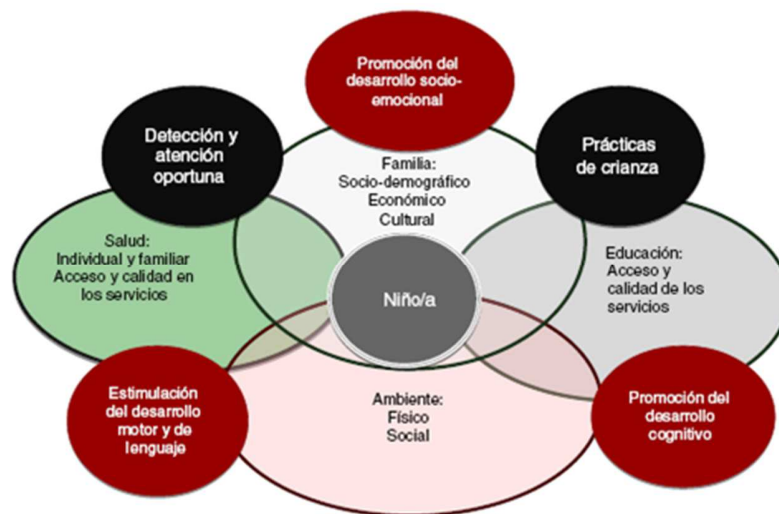 Promoción del
desarrollo socio-
emocional
Detección y
atención
oportuna
Prácticas
de crianza
Familia:
Socio-demográfico
Económico
Cultural
Salud:
Individual y familiar
Acceso y calidad en
los servicios
Educación:
Acceso y
calidad de los
servicios
Niño/a
Estimulación
del desarrollo
motor y de
lenguaje
Ambiente:
Físico
Social
Promoción del
desarrollo
cognitivo